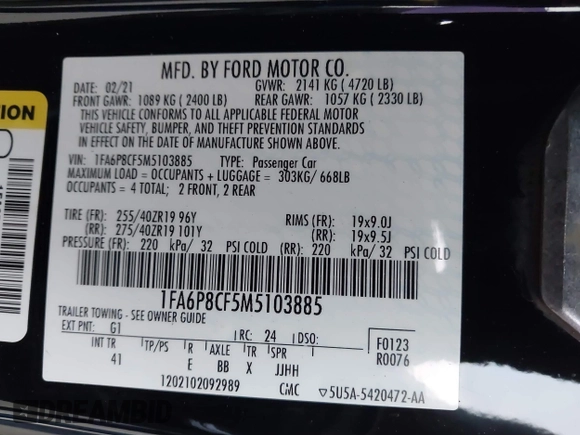 MFD. BY FORD MOTOR CO.
DATE: 02/21 GVWR: 2141 KG ( 4720 LB)
FRONT GAWR: 1089 KG ( 2400 LB) REAR GAWR: 1057 KG ( 2330 LB)
THIS VEHICLE CONFORMS TO ALL APPLICABLE FEDERAL MOTOR
VEHICLE SAFETY, BUMPER, AND THEFT PREVENTION STANDARDS
IN EFFECT ON THE DATE OF MANUFACTURE SHOWN ABOVE.
VIN: 1FA6P8CF5M5103885 TYPE: Passenger Car
MAXIMUM LOAD = OCCUPANTS + LUGGAGE = 303KG/ 668LB
OCCUPANTS = 4 TOTAL; 2 FRONT, 2 REAR
TIRE (FR): 255/40ZR19 96Y RIMS (FR): 19x9.0J
(RR): 275/40ZR19 101Y (RR): 19x9.5J
PRESSURE (FR): 220 kPa/ 32 PSI COLD (RR): 220 kPa/ 32 PSI COLD
1FA6P8CF5M5103885
TRAILER TOWING - SEE OWNER GUIDE
EXT PNT: G1 RC: 24 DSO: F0123
INT TR TP/PS R AXLE TR SPR R0076
41 E BB X JJHH
1202102092989 CMC 5U5A-5420472-AA
DREAMBID